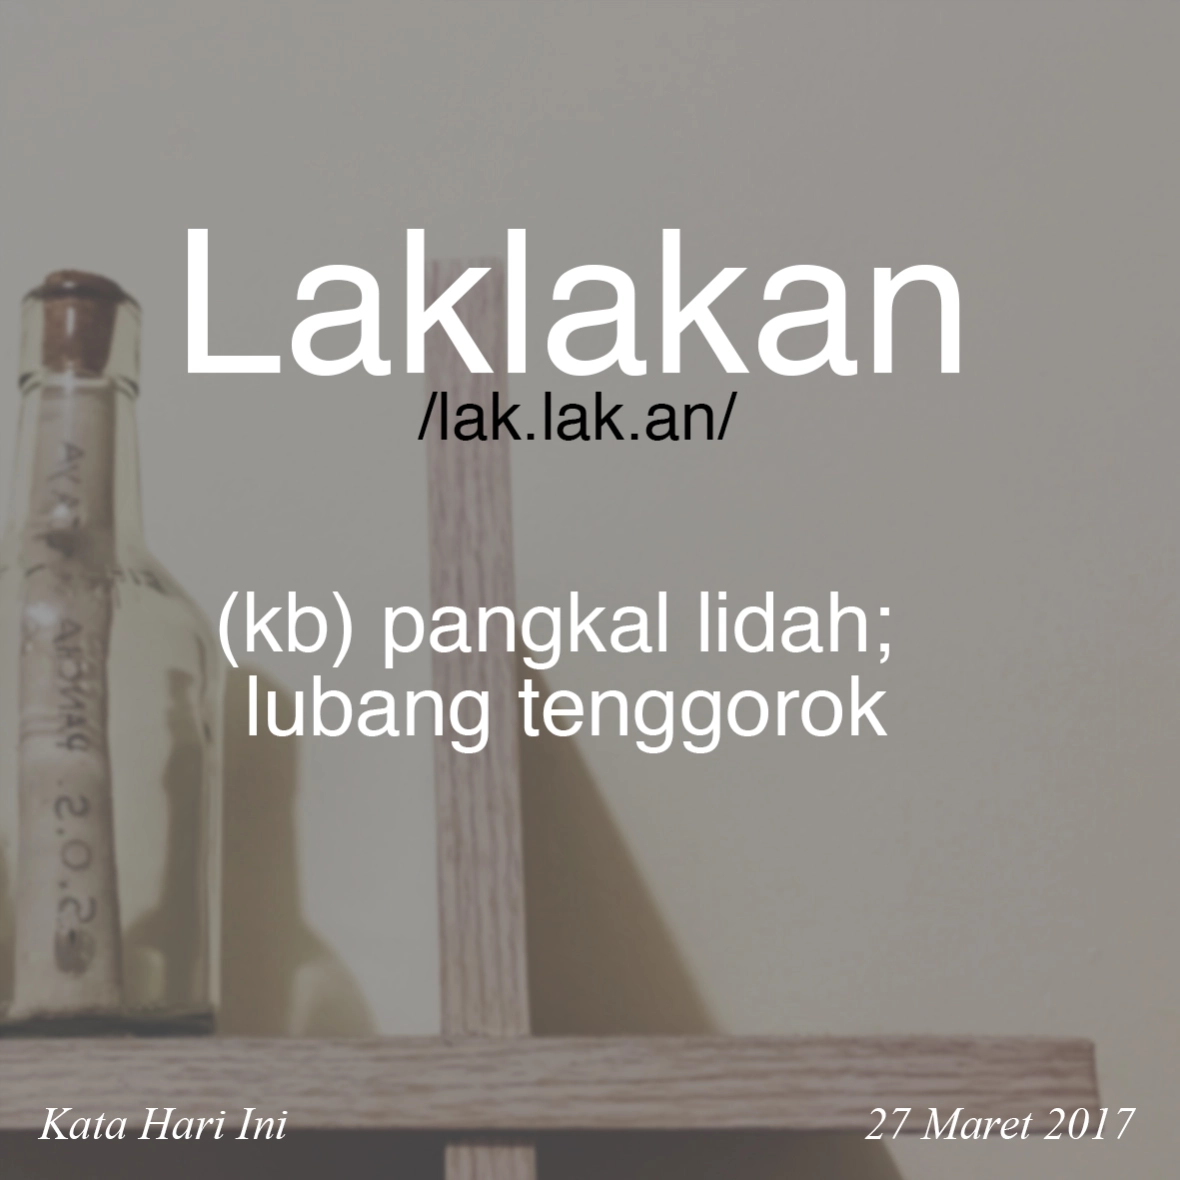 Laklakan
/lak.lak.an/
(kb) pangkal lidah;
lubang tenggorok
Kata Hari Ini
27 Maret 2017